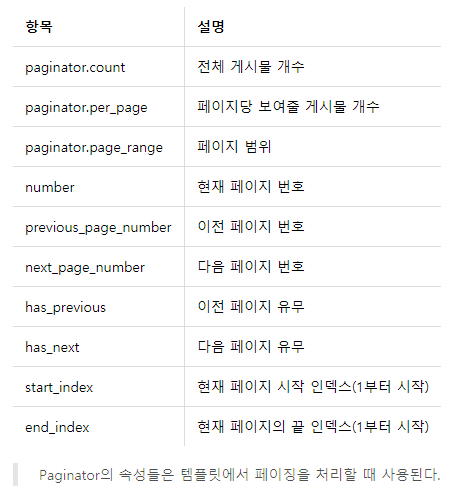 항목 설명
paginator.count 전체 게시물 개수
paginator.per_page 페이지당 보여줄 게시물 개수
paginator.page_range 페이지 범위
number 현재 페이지 번호
previous_page_number 이전 페이지 번호
next_page_number 다음 페이지 번호
has_previous 이전 페이지 유무
has_next 다음 페이지 유무
start_index 현재 페이지 시작 인덱스(1부터 시작)
end_index 현재 페이지의 끝 인덱스(1부터 시작)
Paginator의 속성들은 템플릿에서 페이징을 처리할 때 사용된다.